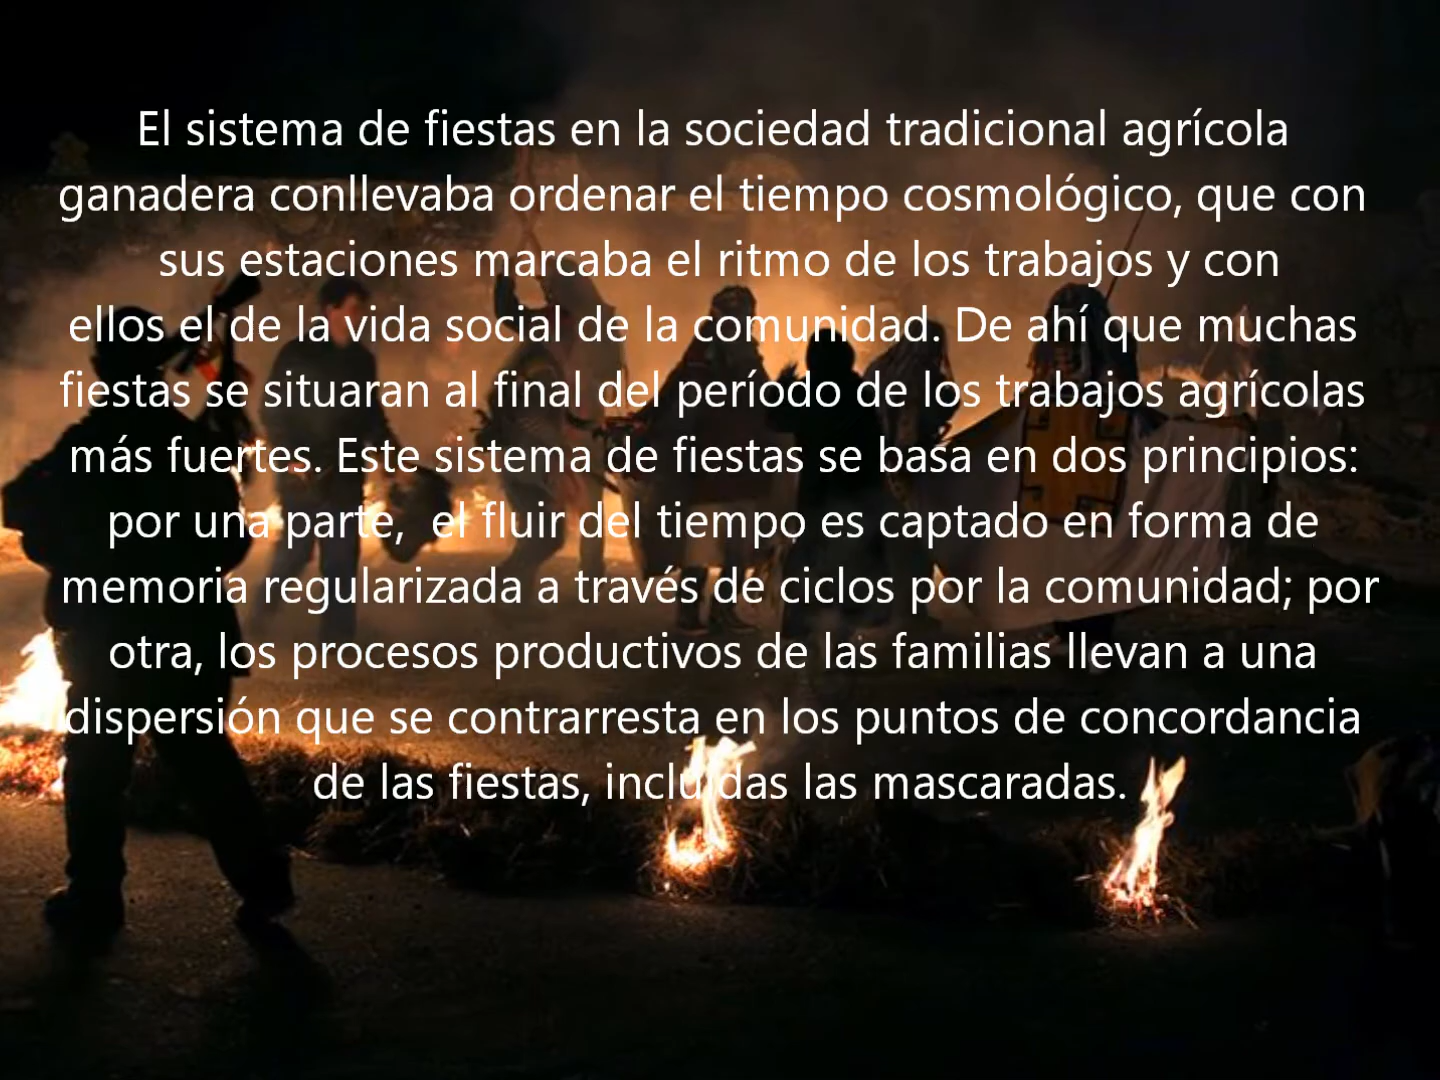 El sistema de fiestas en la sociedad tradicional agrícola
ganadera conllevaba ordenar el tiempo cosmológico, que con
sus estaciones marcaba el ritmo de los trabajos y con
ellos el de la vida social de la comunidad. De ahí que muchas
fiestas se situaran al final del período de los trabajos agrícolas
más fuertes. Este sistema de fiestas se basa en dos principios:
por una parte,  el fluir del tiempo es captado en forma de
memoria regularizada a través de ciclos por la comunidad; por
otra, los procesos productivos de las familias llevan a una
dispersión que se contrarresta en los puntos de concordancia
de las fiestas, incluidas las mascaradas.